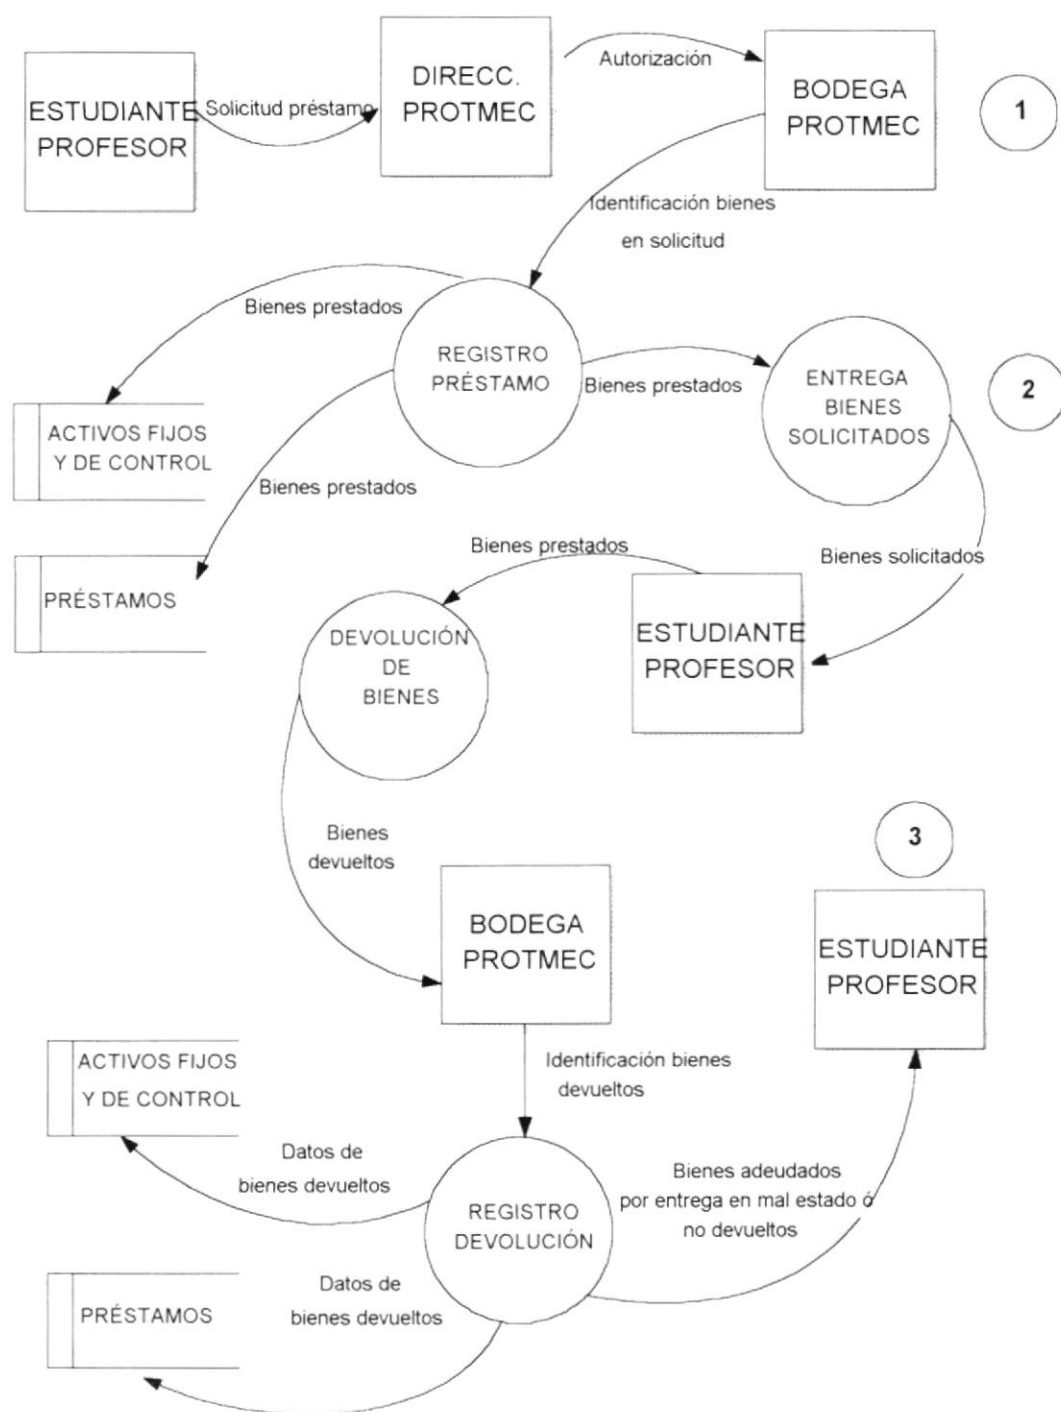 ESTUDIANTE
PROFESOR
Solicitud préstamo
DIRECC.
PROTMEC
Autorización
BODEGA
PROTMEC
1
Identificación bienes
en solicitud
Bienes prestados
REGISTRO
PRÉSTAMO
Bienes prestados
ENTREGA
BIENES
SOLICITADOS
2
ACTIVOS FIJOS
Y DE CONTROL
Bienes prestados
PRÉSTAMOS
Bienes prestados
Bienes solicitados
ESTUDIANTE
PROFESOR
DEVOLUCIÓN
DE
BIENES
Bienes
devueltos
3
BODEGA
PROTMEC
ESTUDIANTE
PROFESOR
Identificación bienes
devueltos
ACTIVOS FIJOS
Y DE CONTROL
Datos de
bienes devueltos
REGISTRO
DEVOLUCIÓN
Bienes adeudados
por entrega en mal estado ó
no devueltos
PRÉSTAMOS
Datos de
bienes devueltos